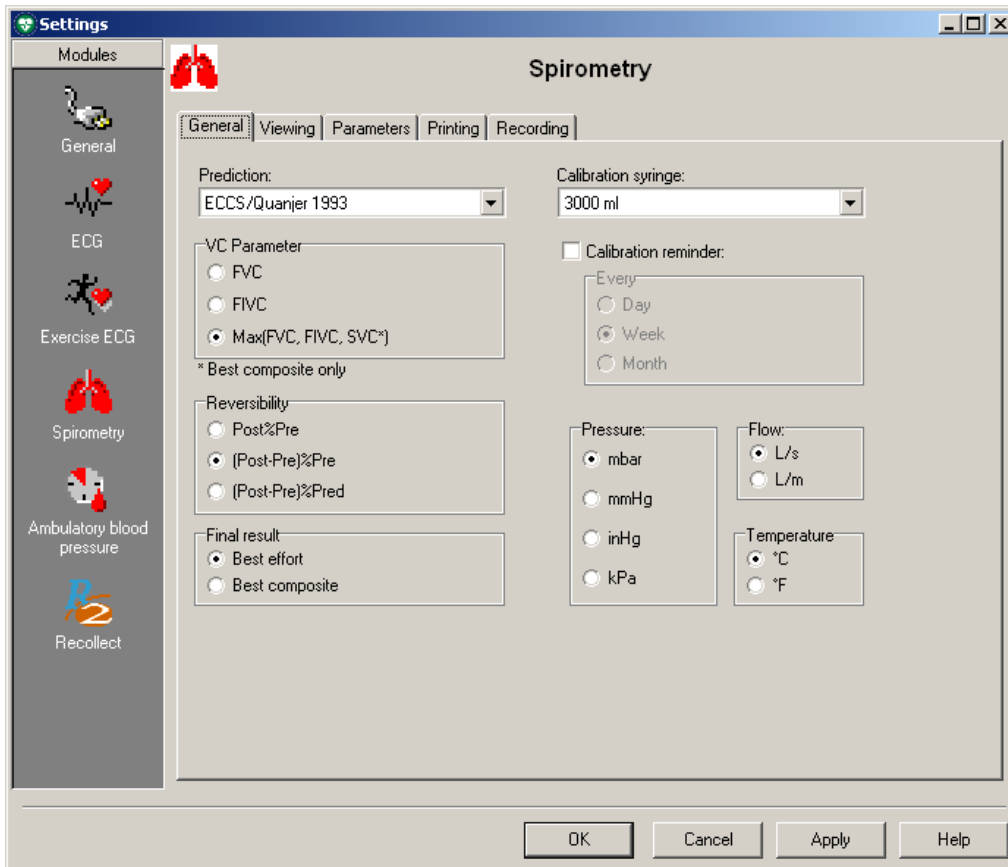 Settings
Modules
General
ECG
Exercise ECG
Spirometry
Ambulatory blood
pressure
R2
Recollect
Spirometry
General Viewing Parameters Printing Recording
Prediction:
ECCS/Quanjer 1993
VC Parameter
FVC
FIVC
Max(FVC, FIVC, SVC*)
* Best composite only
Reversibility
Post%Pre
(Post-Pre)%Pre
(Post-Pre)%Pred
Final result
Best effort
Best composite
Calibration syringe:
3000 ml
Calibration reminder:
Every
Day
Week
Month
Pressure:
mbar
mmHg
inHg
kPa
Flow:
L/s
L/m
Temperature
°C
°F
OK Cancel Apply Help